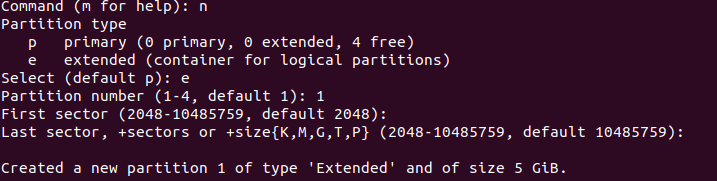 Command (m for help): n
Partition type
   p   primary (0 primary, 0 extended, 4 free)
   e   extended (container for logical partitions)
Select (default p): e
Partition number (1-4, default 1): 1
First sector (2048-10485759, default 2048):
Last sector, +sectors or +size{K,M,G,T,P} (2048-10485759, default 10485759):

Created a new partition 1 of type 'Extended' and of size 5 GiB.